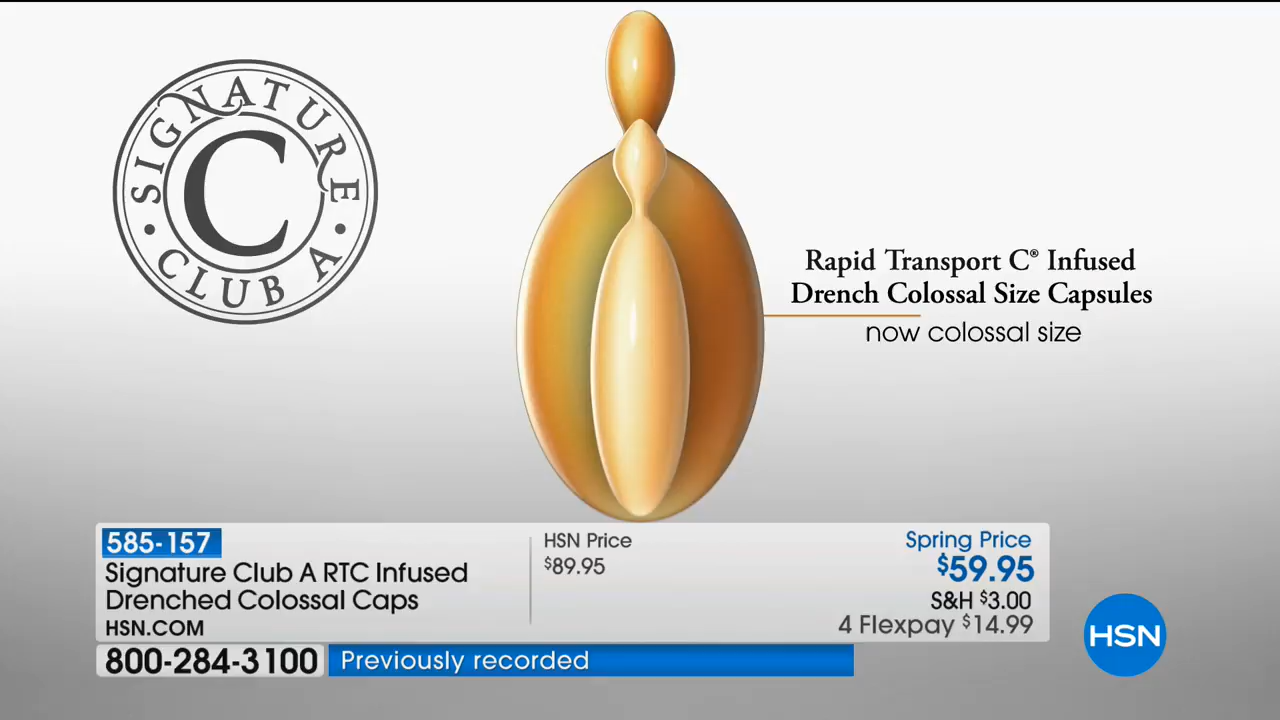 SIGNATURE
C
CLUB A
Rapid Transport C® Infused
Drench Colossal Size Capsules
now colossal size
585-157
Signature Club A RTC Infused
Drenched Colossal Caps
HSN.COM
HSN Price
$89.95
Spring Price
$59.95
S&H $3.00
4 Flexpay $14.99
800-284-3100
Previously recorded
HSN